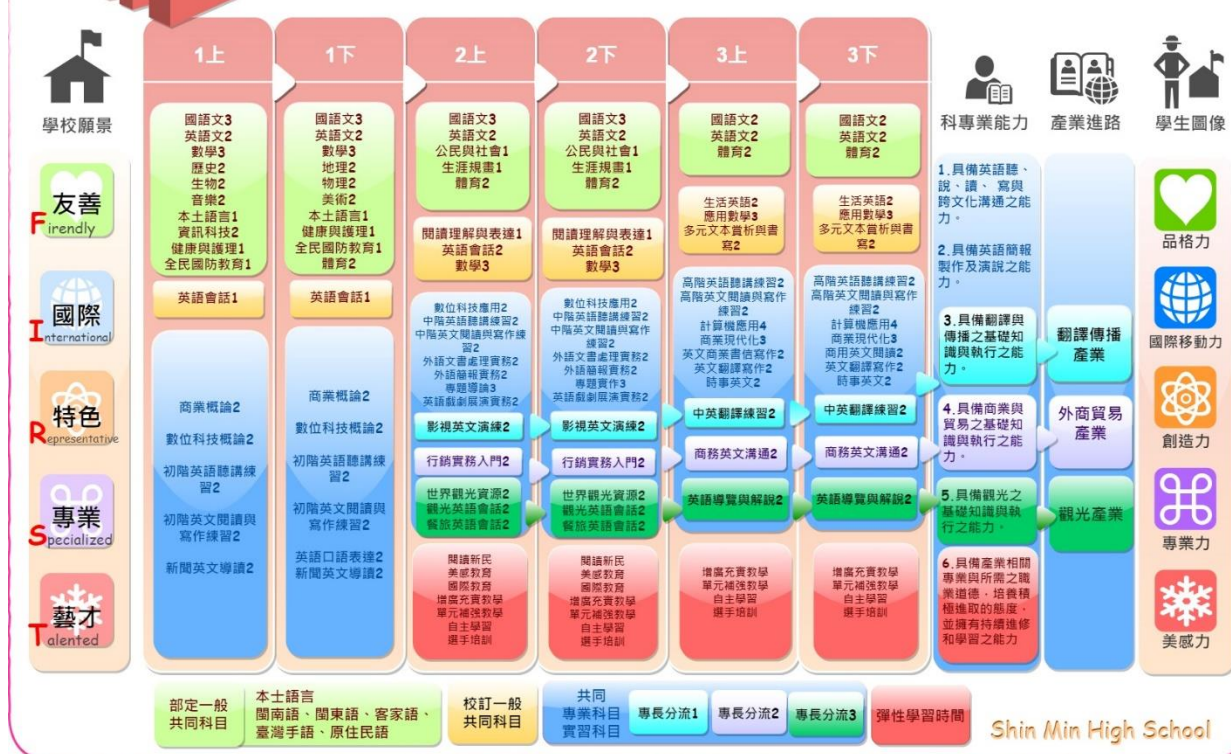 學校願景
友善
Firendly
國際
International
特色
Representative
專業
Specialized
藝才
Talented
1上
國語文3
英語文2
數學3
歷史2
生物2
音樂2
本土語言1
資訊科技2
健康與護理1
全民國防教育1
英語會話1
商業概論2
數位科技概論2
初階英語聽講練
習2
初階英文閱讀與
寫作練習2
新聞英文導讀2
1下
國語文3
英語文2
數學3
地理2
物理2
美術2
本土語言1
健康與護理1
全民國防教育1
體育2
英語會話1
商業概論2
數位科技概論2
初階英語聽講練
習2
初階英文閱讀與
寫作練習2
英語口語表達2
新聞英文導讀2
2上
國語文3
英語文2
公民與社會1
生涯規畫1
體育2
閱讀理解與表達1
英語會話2
數學3
數位科技應用2
中階英語聽講練習2
中階英文閱讀與寫作練
習2
外語文書處理實務2
外語簡報實務2
專題導論3
英語戲劇展演實務2
影視英文演練2
行銷實務入門2
世界觀光資源2
觀光英語會話2
餐旅英語會話2
閱讀新民
美感教育
國際教育
增廣充實教學
單元補強教學
自主學習
選手培訓
2下
國語文3
英語文2
公民與社會1
生涯規畫1
體育2
閱讀理解與表達1
英語會話2
數學3
數位科技應用2
中階英語聽講練習2
中階英文閱讀與寫作
練習2
外語文書處理實務2
外語簡報實務2
專題實作3
英語戲劇展演實務2
影視英文演練2
行銷實務入門2
世界觀光資源2
觀光英語會話2
餐旅英語會話2
閱讀新民
美感教育
國際教育
增廣充實教學
單元補強教學
自主學習
選手培訓
3上
國語文2
英語文2
體育2
生活英語2
應用數學3
多元文本賞析與書
寫2
高階英語聽講練習2
高階英文閱讀與寫作
練習2
計算機應用4
商業現代化3
英文商業書信寫作2
英文翻譯寫作2
時事英文2
中英翻譯練習2
商務英文溝通2
英語導覽與解說2
增廣充實教學
單元補強教學
自主學習
選手培訓
3下
國語文2
英語文2
體育2
生活英語2
應用數學3
多元文本賞析與書
寫2
高階英語聽講練習2
高階英文閱讀與寫作
練習2
計算機應用4
商業現代化3
商用英文閱讀2
英文翻譯寫作2
時事英文2
中英翻譯練習2
商務英文溝通2
英語導覽與解說2
增廣充實教學
單元補強教學
自主學習
選手培訓
科專業能力
1.具備英語聽、
說、讀、 寫與
跨文化溝通之能
力。
2.具備英語簡報
製作及演說之能
力。
3.具備翻譯與
傳播之基礎知
識與執行之能
力。
4.具備商業與
貿易之基礎知
識與執行之能
力。
5.具備觀光之
基礎知識與執
行之能力。
6.具備產業相關
專業與所需之職
業道德，培養積
極進取的態度，
並擁有持續進修
和學習之能力
產業進路
翻譯傳播
產業
外商貿易
產業
觀光產業
學生圖像
品格力
國際移動力
創造力
專業力
美感力
部定一般
共同科目
本土語言
閩南語、閩東語、客家語、
臺灣手語、原住民語
校訂一般
共同科目
共同
專業科目
實習科目
專長分流1
專長分流2
專長分流3
彈性學習時間
Shin Min High School